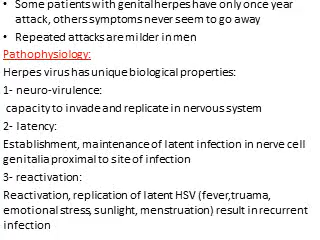 • Some patients with genital herpes have only once year
attack, others symptoms never seem to go away
• Repeated attacks are milder in men
Pathophysiology:
Herpes virus has unique biological properties:
1- neuro-virulence:
capacity to invade and replicate in nervous system
2- latency:
Establishment, maintenance of latent infection in nerve cell
genitalia proximal to site of infection
3- reactivation:
Reactivation, replication of latent HSV (fever,truama,
emotional stress, sunlight, menstruation) result in recurrent
infection